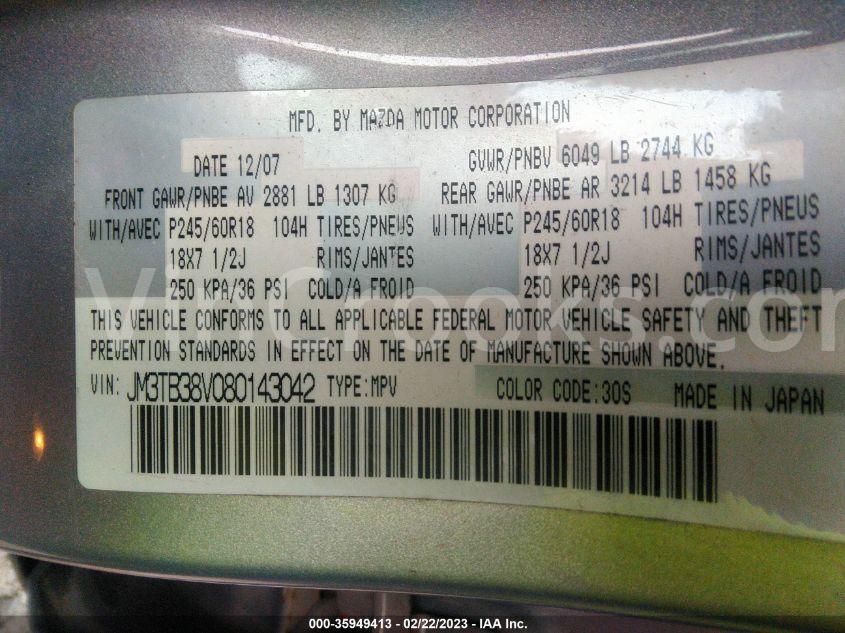 MFD. BY MAZDA MOTOR CORPORATION
DATE 12/07
GVWR/PNBV 6049 LB 2744 KG
FRONT GAWR/PNBE AV 2881 LB 1307 KG
REAR GAWR/PNBE AR 3214 LB 1458 KG
WITH/AVEC P245/60R18 104H TIRES/PNEUS
WITH/AVEC P245/60R18 104H TIRES/PNEUS
18X7 1/2J RIMS/JANTES
18X7 1/2J RIMS/JANTES
250 KPA/36 PSI COLD/A FROID
250 KPA/36 PSI COLD/A FROID
THIS VEHICLE CONFORMS TO ALL APPLICABLE FEDERAL MOTOR VEHICLE SAFETY AND THEFT
PREVENTION STANDARDS IN EFFECT ON THE DATE OF MANUFACTURE SHOWN ABOVE.
VIN: JM3TB38V080143042 TYPE:MPV COLOR CODE:30S MADE IN JAPAN
000-35949413 - 02/22/2023 - IAA Inc.